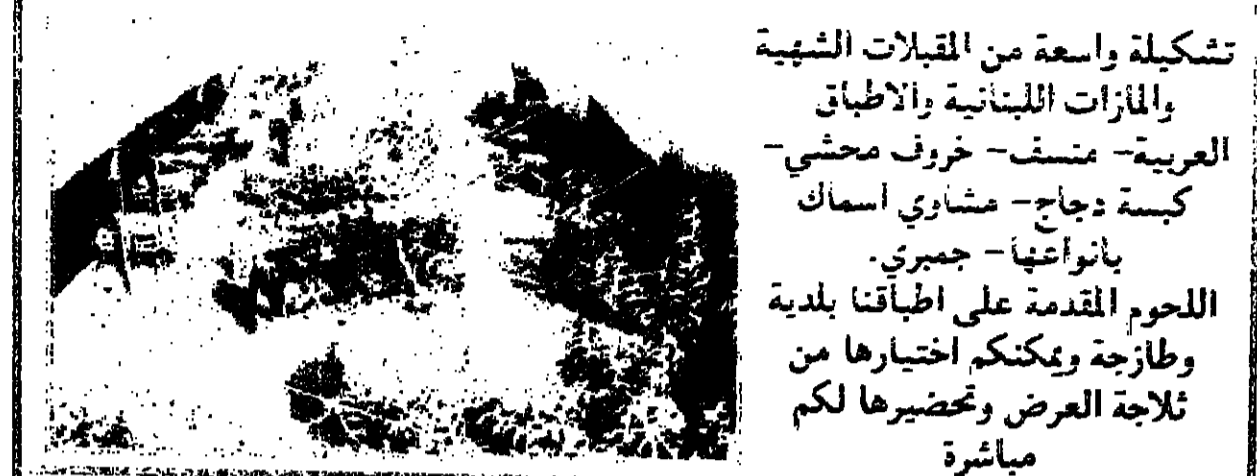 تشكيلة واسعة من المقبلات الشهية
والمازات اللبنانية والاطباق
العربية- منسف- خروف محشي-
كبسة دجاج- مشاوي اسماك
بانواعها- جمبري.
اللحوم المقدمة على اطباقنا بلدية
وطازجة ويمكنكم اختيارها من
ثلاجة العرض وتحضيرها لكم
مباشرة